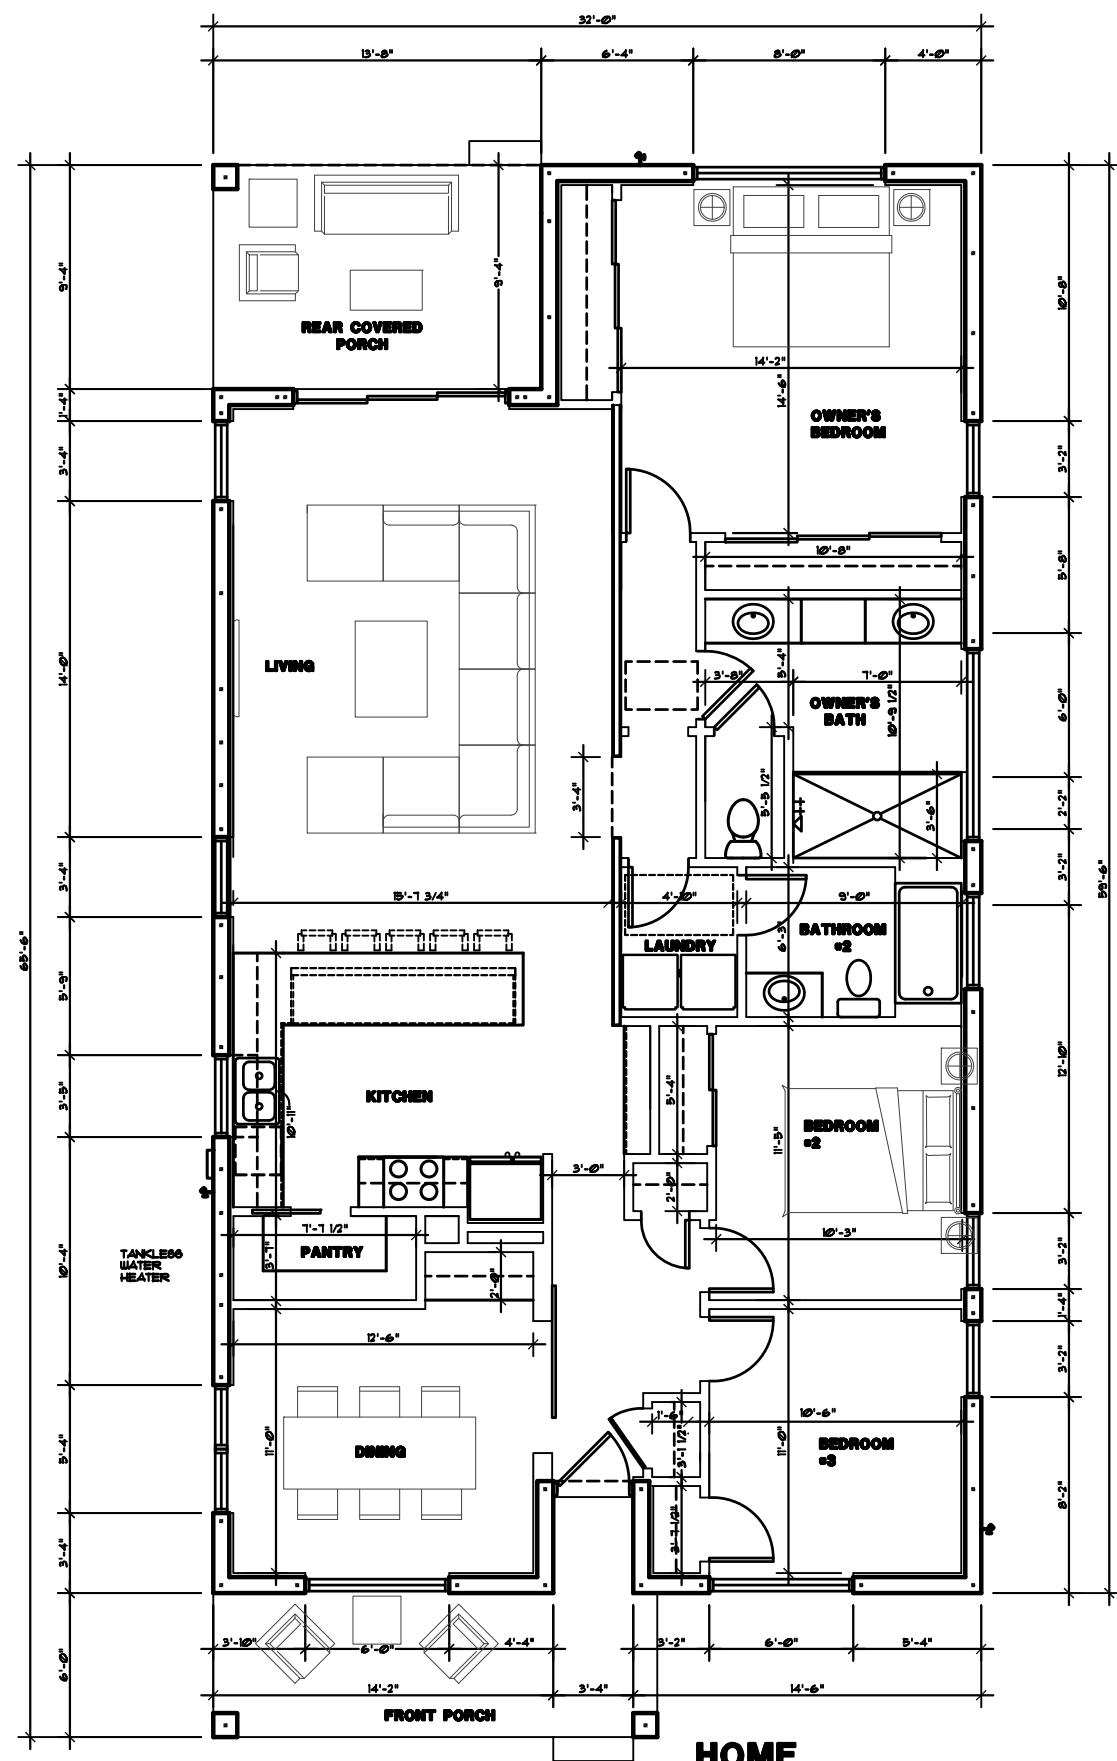 32'-0"
13'-8" 6'-4" 8'-0" 4'-0"
9'-4"
9'-4"
10'-8"
REAR COVERED
PORCH
14'-2"
14'-6"
1'-4"
OWNER'S
BEDROOM
3'-4"
3'-2"
10'-8"
5'-8"
14'-0"
LIVING
5'-4"
3'-8" 7'-0"
10'-9 1/2"
OWNER'S
BATH
6'-0"
3'-4"
5'-5 1/2"
3'-6"
2'-2"
3'-4"
3'-2"
59'-6"
15'-7 3/4" 4'-10" 9'-0"
65'-6"
6'-3"
LAUNDRY
BATHROOM
#2
5'-9"
12'-10"
KITCHEN
3'-5"
10'-11"
5'-4"
11'-5"
BEDROOM
#2
3'-0"
2'-0"
7'-7 1/2"
10'-3"
3'-7"
PANTRY
TANKLESS
WATER
HEATER
10'-4"
2'-0"
3'-2"
1'-4"
12'-6"
3'-2"
11'-0"
DINING
5'-4"
1'-6"
3'-1 1/2"
10'-6"
11'-0"
BEDROOM
#3
8'-2"
3'-7 1/2"
3'-4"
6'-0"
3'-10" 6'-0" 4'-4" 3'-2" 6'-0" 5'-4"
14'-2" 3'-4" 14'-6"
FRONT PORCH
HOME